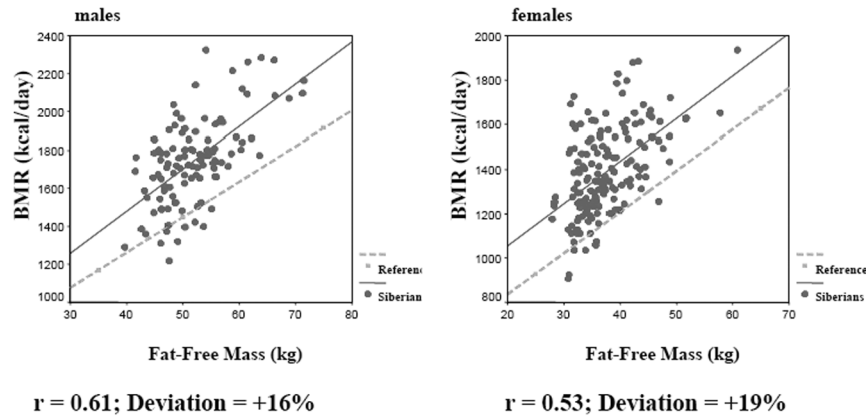 males
BMR (kcal/day)
2400
2200
2000
1800
1600
1400
1200
1000
30
40
50
60
70
80
Fat-Free Mass (kg)
Reference
Siberians
r = 0.61; Deviation = +16%
females
BMR (kcal/day)
2000
1800
1600
1400
1200
1000
800
20
30
40
50
60
70
Fat-Free Mass (kg)
Reference
Siberians
r = 0.53; Deviation = +19%